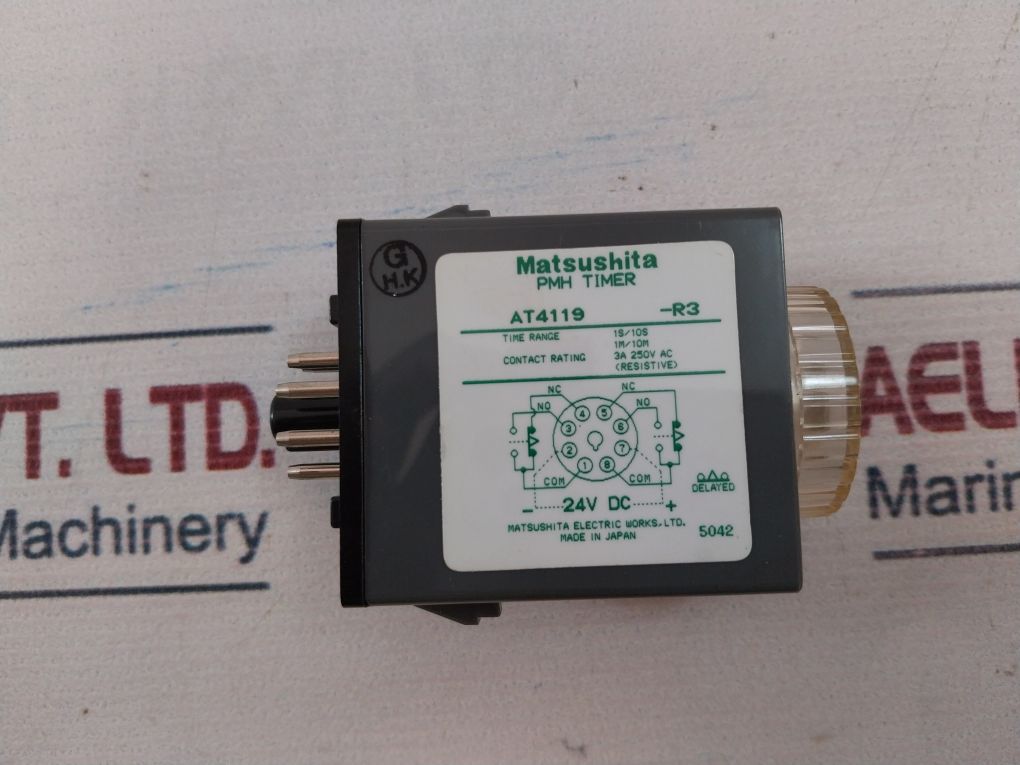 G
H.K
Matsushita
PMH TIMER
AT4119 -R3
TIME RANGE 1S/10S
1M/10M
CONTACT RATING 3A 250V AC
(RESISTIVE)
NC NC
NO NO
4 5
3 6
2 7
1 8
COM COM
DELAYED
- 24V DC +
MATSUSHITA ELECTRIC WORKS, LTD.
MADE IN JAPAN
5042
VT. LTD.
Machinery
AEL
Marin